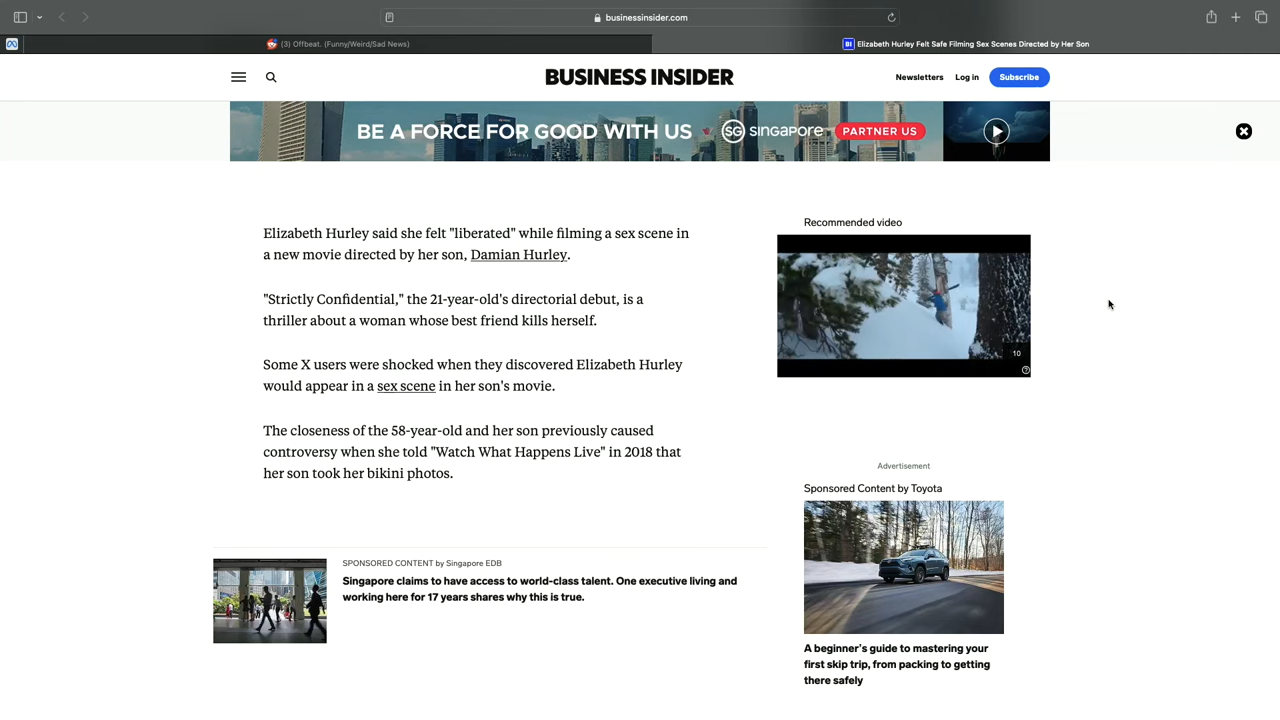 businessinsider.com
(3) Offbeat. (Funny/Weird/Sad News)
BI Elizabeth Hurley Felt Safe Filming Sex Scenes Directed by Her Son
BUSINESS INSIDER
Newsletters Log in Subscribe
BE A FORCE FOR GOOD WITH US SG SINGAPORE PARTNER US
Elizabeth Hurley said she felt "liberated" while filming a sex scene in
a new movie directed by her son, Damian Hurley.
"Strictly Confidential," the 21-year-old's directorial debut, is a
thriller about a woman whose best friend kills herself.
Some X users were shocked when they discovered Elizabeth Hurley
would appear in a sex scene in her son's movie.
The closeness of the 58-year-old and her son previously caused
controversy when she told "Watch What Happens Live" in 2018 that
her son took her bikini photos.
SPONSORED CONTENT by Singapore EDB
Singapore claims to have access to world-class talent. One executive living and
working here for 17 years shares why this is true.
Recommended video
10
Advertisement
Sponsored Content by Toyota
A beginner's guide to mastering your
first skip trip, from packing to getting
there safely